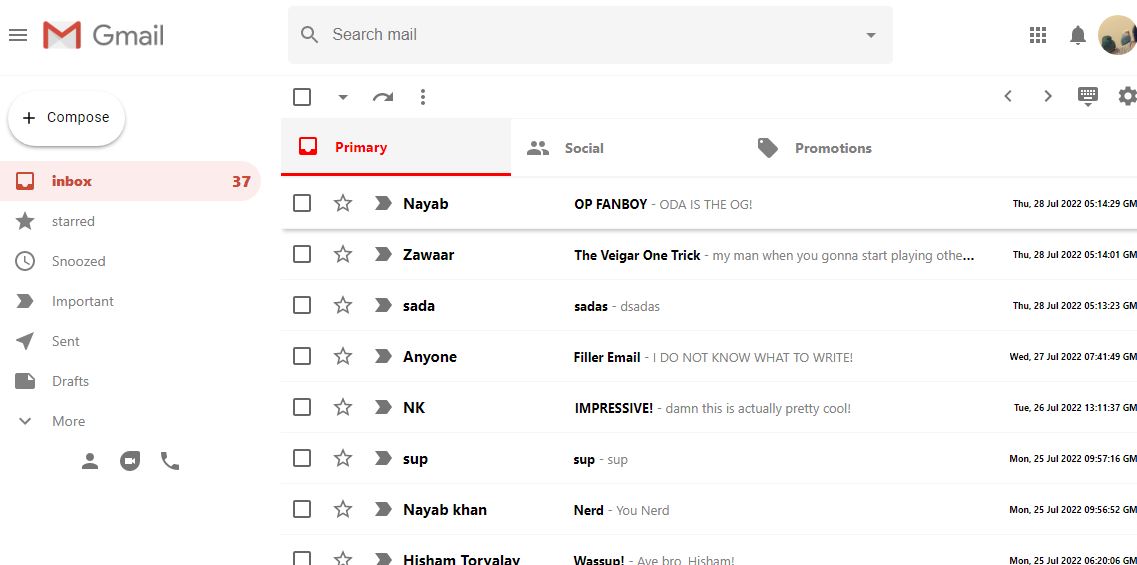 Gmail
Search mail
Compose
inbox 37
starred
Snoozed
Important
Sent
Drafts
More
Primary Social Promotions
Nayab OP FANBOY - ODA IS THE OG! Thu, 28 Jul 2022 05:14:29 GM
Zawaar The Veigar One Trick - my man when you gonna start playing othe... Thu, 28 Jul 2022 05:14:01 GM
sada sadas - dsadas Thu, 28 Jul 2022 05:13:23 GM
Anyone Filler Email - I DO NOT KNOW WHAT TO WRITE! Wed, 27 Jul 2022 07:41:49 GM
NK IMPRESSIVE! - damn this is actually pretty cool! Tue, 26 Jul 2022 13:11:37 GM
sup sup - sup Mon, 25 Jul 2022 09:57:16 GM
Nayab khan Nerd - You Nerd Mon, 25 Jul 2022 09:56:52 GM
Hisham Toryalay Wassup! - Aye bro, Hisham! Mon, 25 Jul 2022 06:20:06 GM